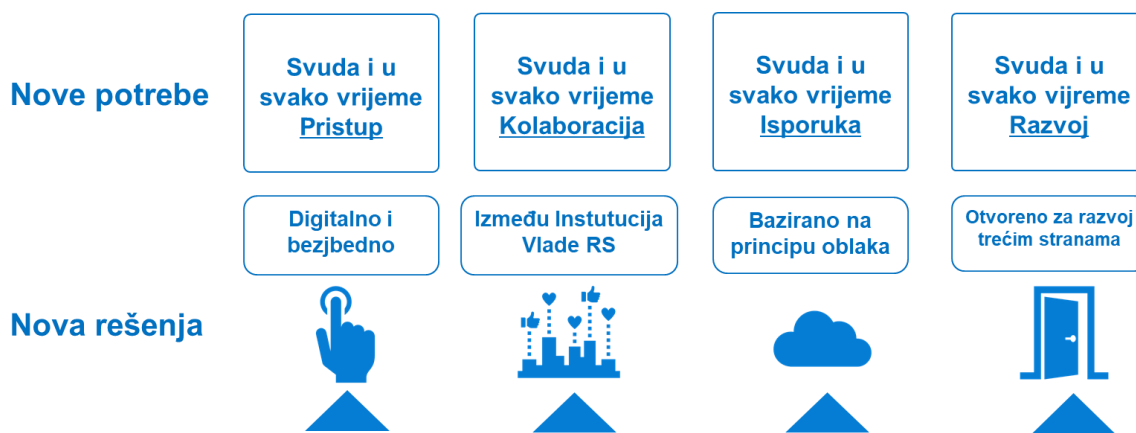 Nove potrebe
Svuda i u
svako vrijeme
Pristup
Svuda i u
svako vrijeme
Kolaboracija
Svuda i u
svako vrijeme
Isporuka
Svuda i u
svako vijreme
Razvoj
Digitalno i
bezjbedno
Između Instutucija
Vlade RS
Bazirano na
principu oblaka
Otvoreno za razvoj
trećim stranama
Nova rešenja